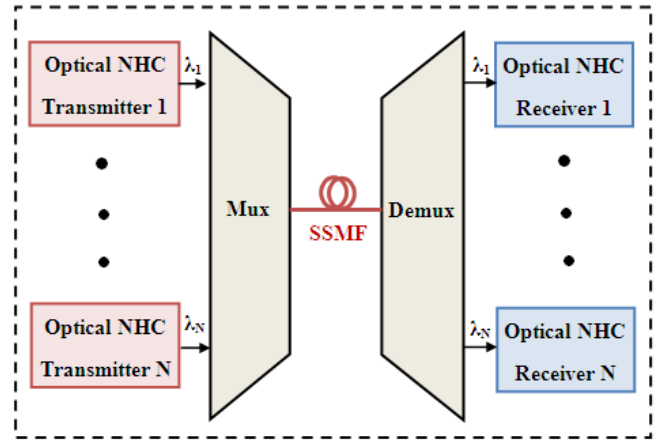 Optical NHC
Transmitter 1
λ1
Mux
SSMF
Demux
λ1
Optical NHC
Receiver 1
Optical NHC
Transmitter N
λN
λN
Optical NHC
Receiver N